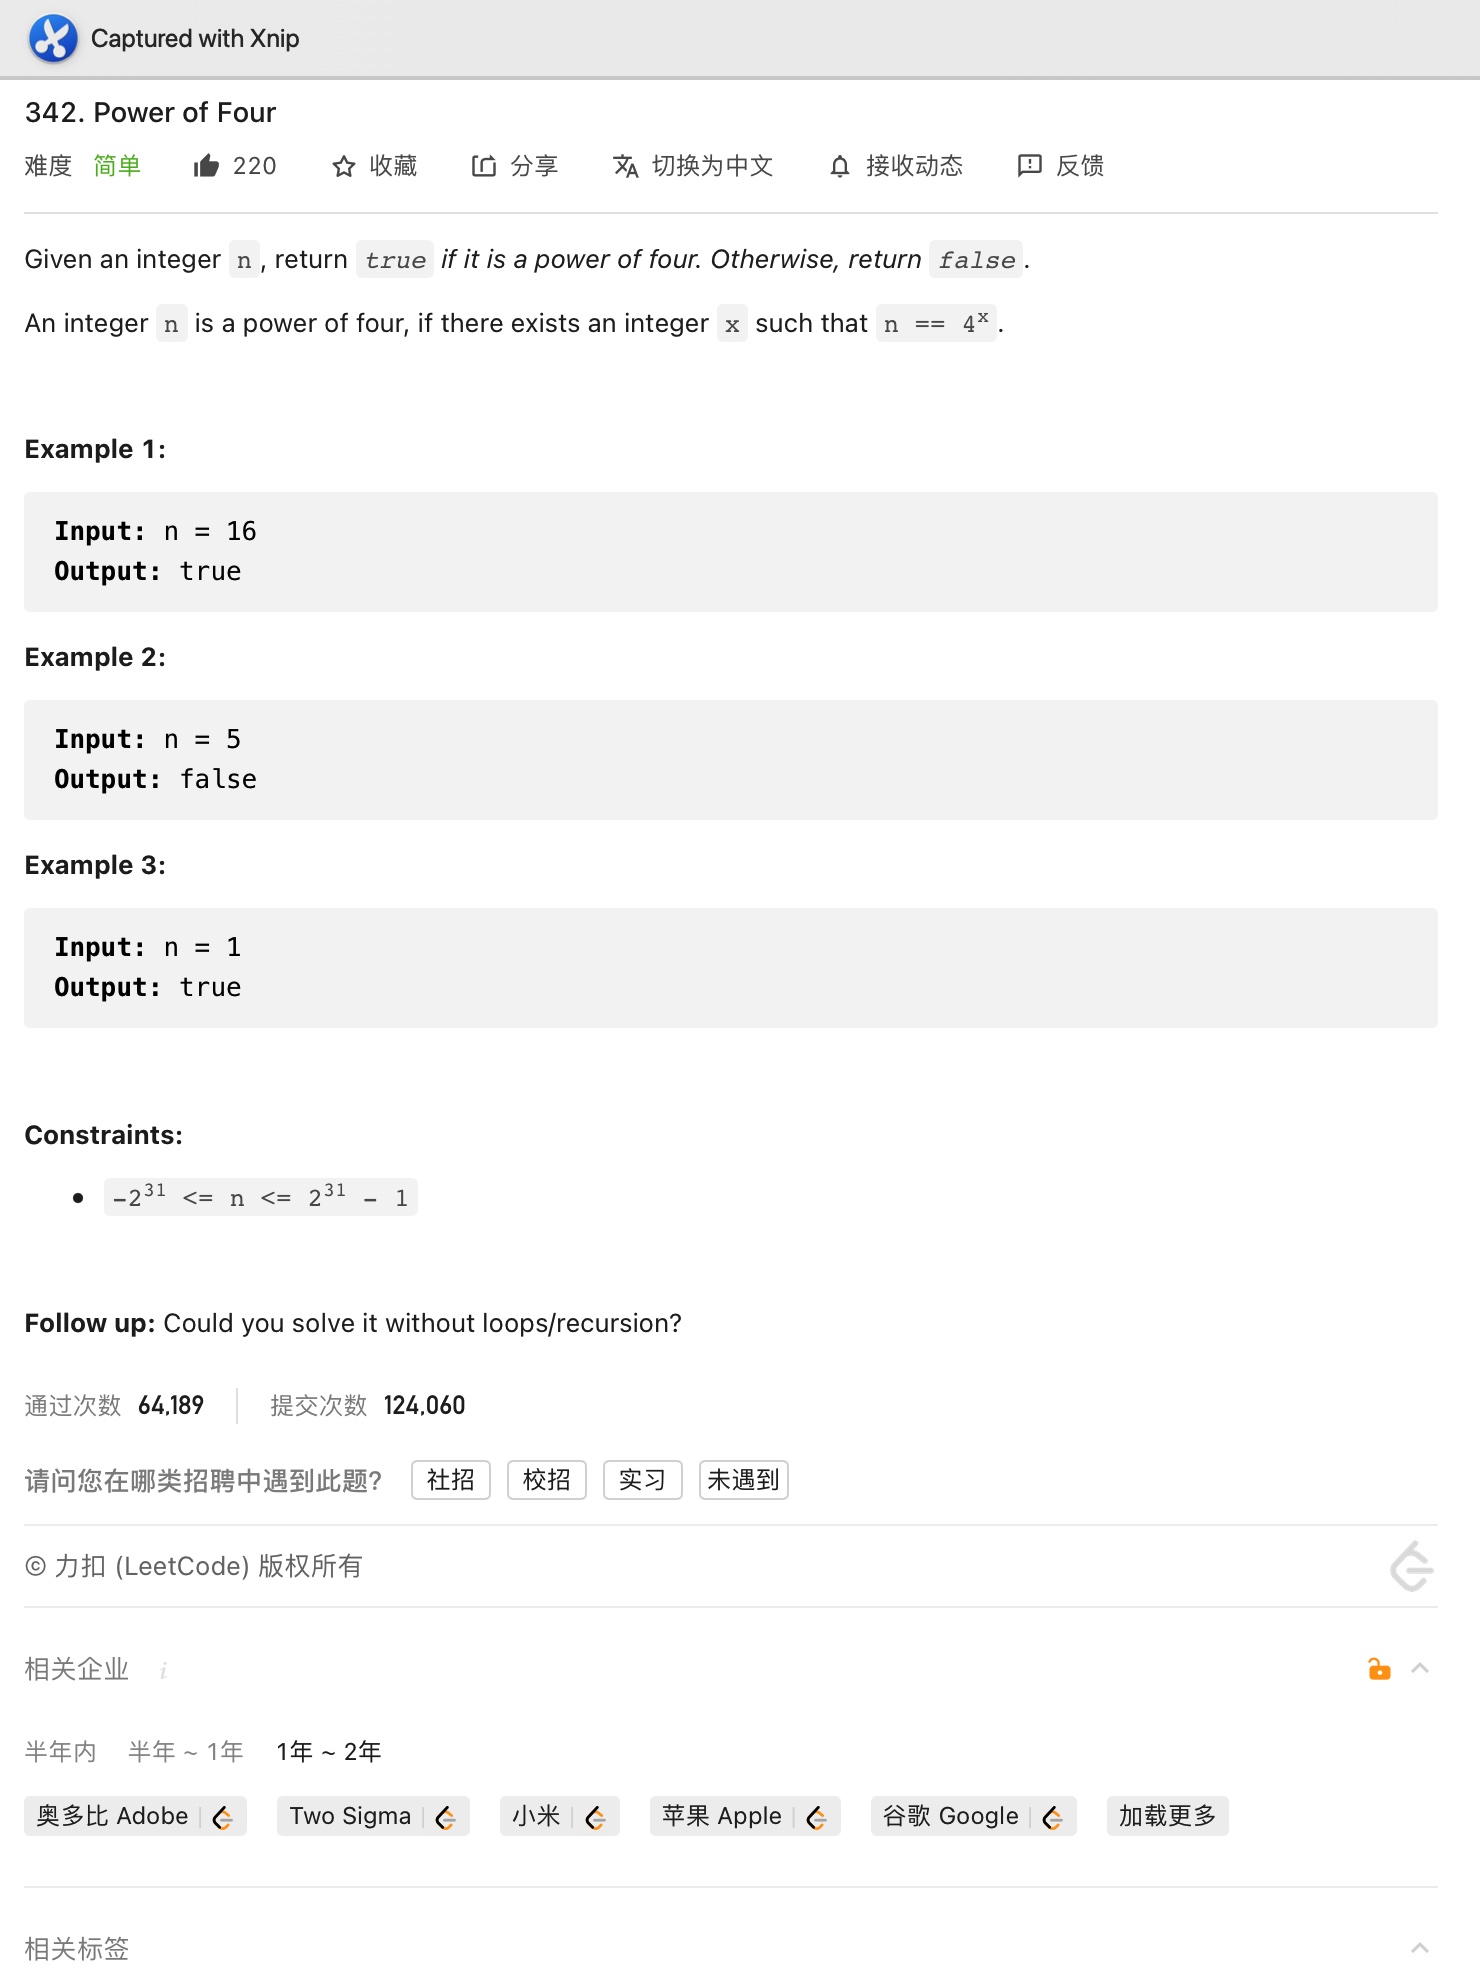 Captured with Xnip
342. Power of Four
难度 简单 220 收藏 分享 切换为中文 接收动态 反馈
Given an integer n, return true if it is a power of four. Otherwise, return false.
An integer n is a power of four, if there exists an integer x such that n == 4ˣ.
Example 1:
Input: n = 16
Output: true
Example 2:
Input: n = 5
Output: false
Example 3:
Input: n = 1
Output: true
Constraints:
-2³¹ <= n <= 2³¹ - 1
Follow up: Could you solve it without loops/recursion?
通过次数 64,189 提交次数 124,060
请问您在哪类招聘中遇到此题? 社招 校招 实习 未遇到
© 力扣 (LeetCode) 版权所有
相关企业 i
半年内 半年 ~ 1年 1年 ~ 2年
奥多比 Adobe Two Sigma 小米 苹果 Apple 谷歌 Google 加载更多
相关标签